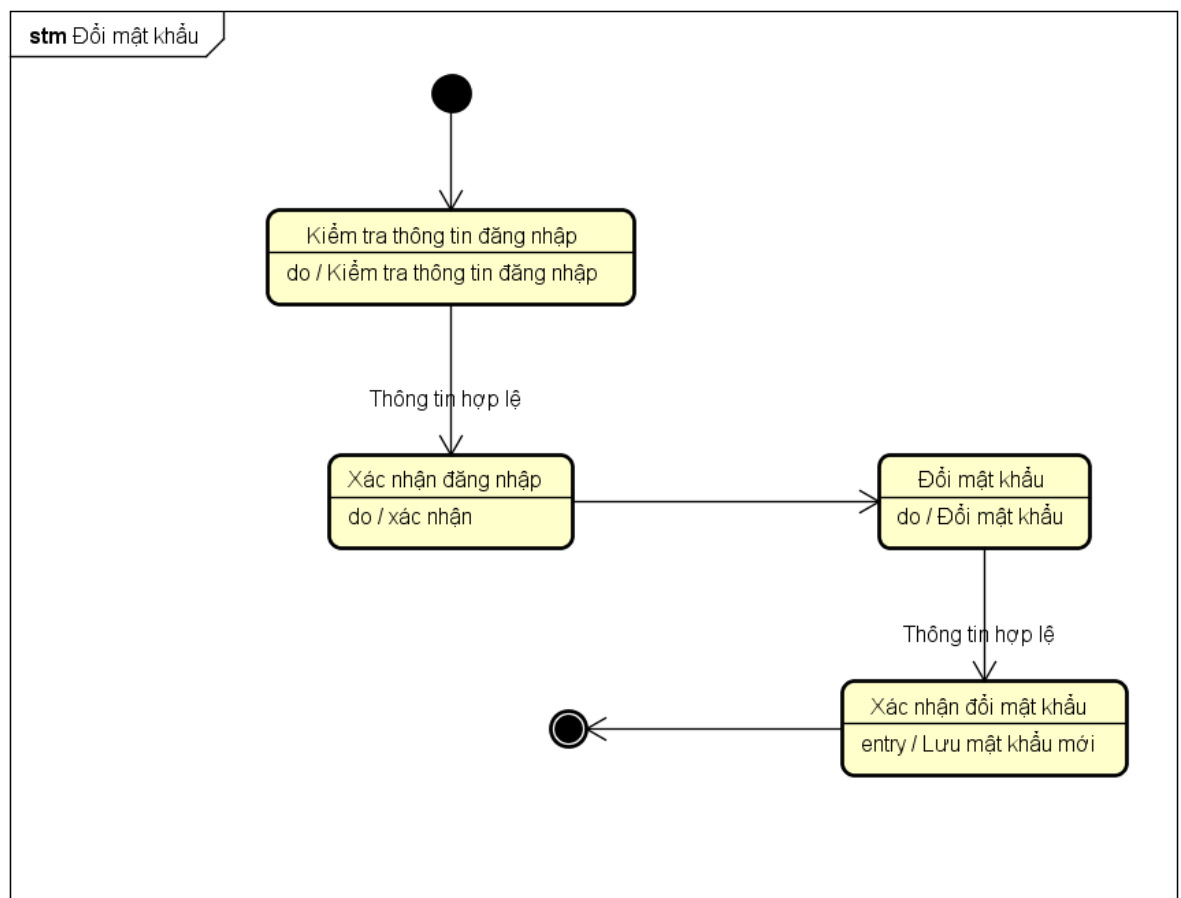 stm Đổi mật khẩu
Kiểm tra thông tin đăng nhập
do / Kiểm tra thông tin đăng nhập
Thông tin hợp lệ
Xác nhận đăng nhập
do / xác nhận
Đổi mật khẩu
do / Đổi mật khẩu
Thông tin hợp lệ
Xác nhận đổi mật khẩu
entry / Lưu mật khẩu mới